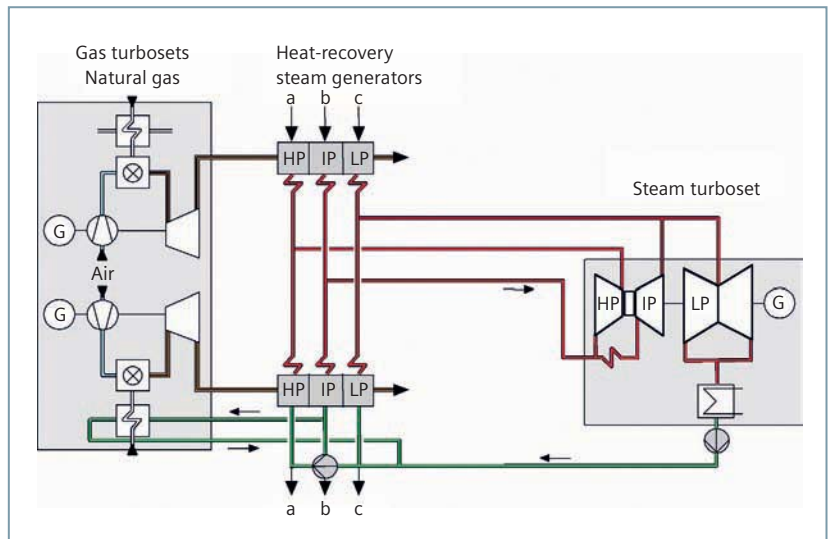 Gas turbosets
Natural gas
Heat-recovery
steam generators
a b c
HP IP LP
Steam turboset
G
Air
G
HP IP LP G
HP IP LP
a b c